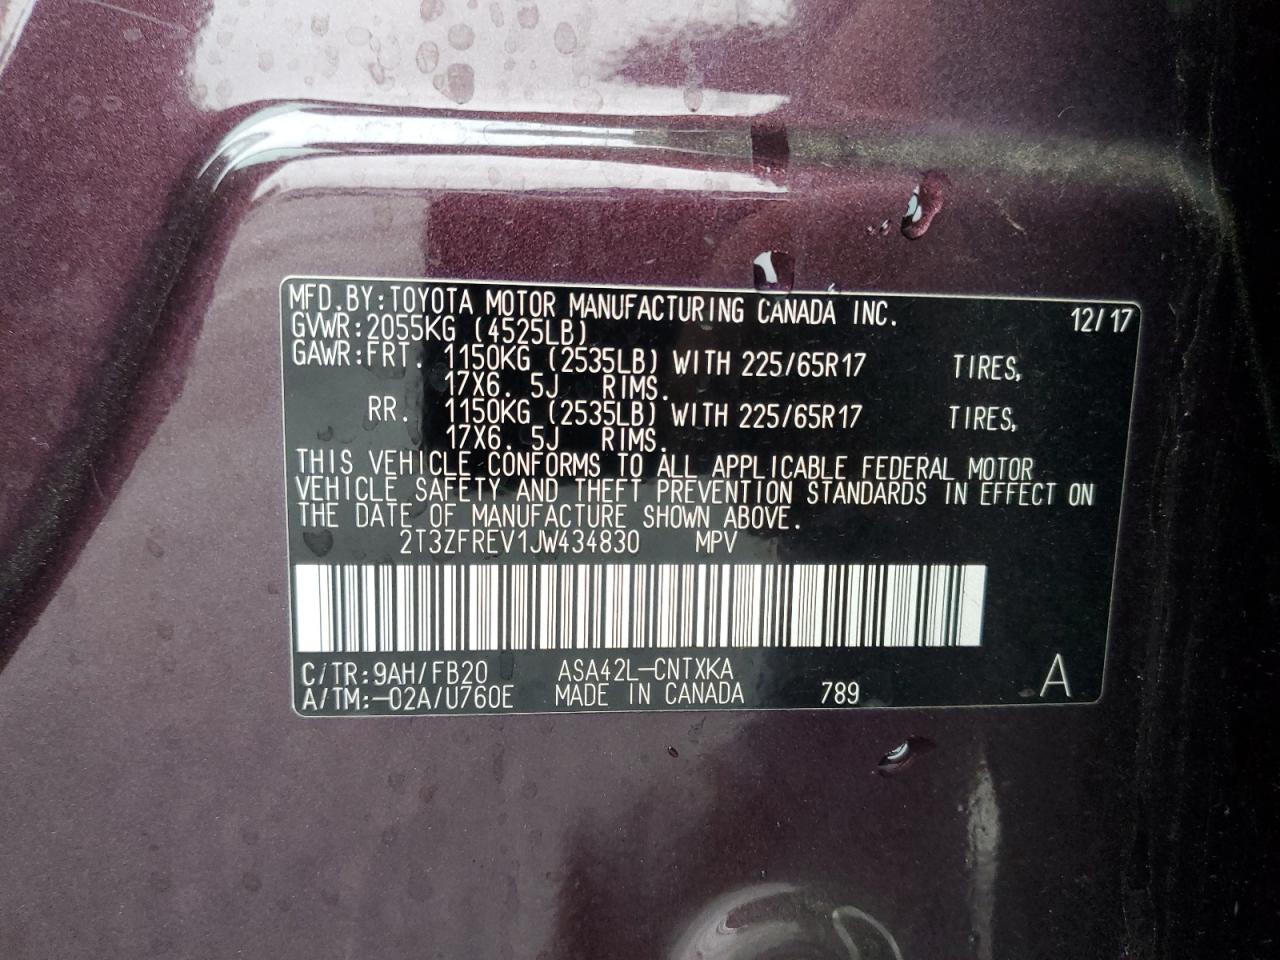 MFD.BY:TOYOTA MOTOR MANUFACTURING CANADA INC. 12/17
GVWR:2055KG (4525LB)
GAWR:FRT. 1150KG (2535LB) WITH 225/65R17 TIRES,
17X6. 5J RIMS.
RR. 1150KG (2535LB) WITH 225/65R17 TIRES,
17X6. 5J RIMS.
THIS VEHICLE CONFORMS TO ALL APPLICABLE FEDERAL MOTOR
VEHICLE SAFETY AND THEFT PREVENTION STANDARDS IN EFFECT ON
THE DATE OF MANUFACTURE SHOWN ABOVE.
2T3ZFREV1JW434830 MPV
C/TR:9AH/FB20 ASA42L-CNTXKA A
A/TM:-02A/U760E MADE IN CANADA 789